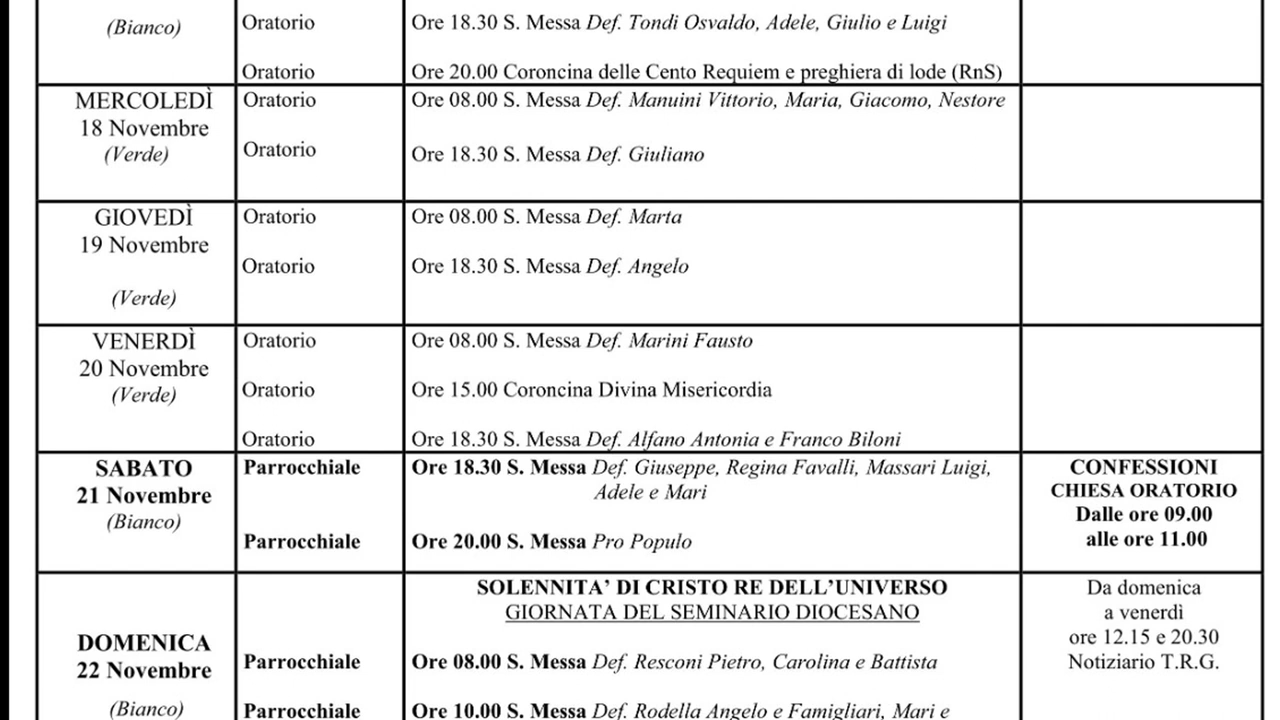 (Bianco)
Oratorio
Ore 18.30 S. Messa Def. Tondi Osvaldo, Adele, Giulio e Luigi
Oratorio
Ore 20.00 Coroncina delle Cento Requiem e preghiera di lode (RnS)
MERCOLEDÌ
18 Novembre
(Verde)
Oratorio
Ore 08.00 S. Messa Def. Manuini Vittorio, Maria, Giacomo, Nestore
Oratorio
Ore 18.30 S. Messa Def. Giuliano
GIOVEDÌ
19 Novembre
(Verde)
Oratorio
Ore 08.00 S. Messa Def. Marta
Oratorio
Ore 18.30 S. Messa Def. Angelo
VENERDÌ
20 Novembre
(Verde)
Oratorio
Ore 08.00 S. Messa Def. Marini Fausto
Oratorio
Ore 15.00 Coroncina Divina Misericordia
Oratorio
Ore 18.30 S. Messa Def. Alfano Antonia e Franco Biloni
SABATO
21 Novembre
(Bianco)
Parrocchiale
Ore 18.30 S. Messa Def. Giuseppe, Regina Favalli, Massari Luigi,
Adele e Mari
Parrocchiale
Ore 20.00 S. Messa Pro Populo
CONFESSIONI
CHIESA ORATORIO
Dalle ore 09.00
alle ore 11.00
DOMENICA
22 Novembre
(Bianco)
SOLENNITA' DI CRISTO RE DELL'UNIVERSO
GIORNATA DEL SEMINARIO DIOCESANO
Parrocchiale
Ore 08.00 S. Messa Def. Resconi Pietro, Carolina e Battista
Parrocchiale
Ore 10.00 S. Messa Def. Rodella Angelo e Famigliari, Mari e
Da domenica
a venerdì
ore 12.15 e 20.30
Notiziario T.R.G.